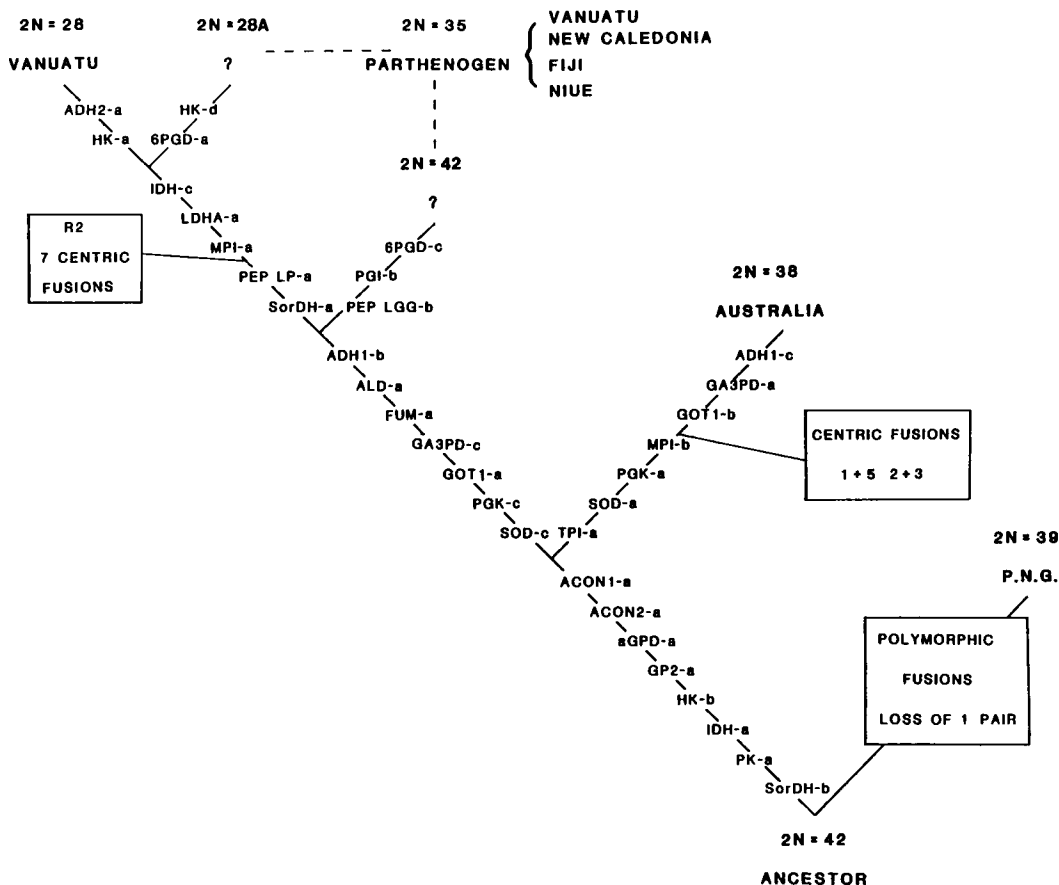 2N = 28
2N = 28A
2N = 35
VANUATU
NEW CALEDONIA
FIJI
NIUE
VANUATU
?
PARTHENOGEN
ADH2-a
HK-a
HK-d
6PGD-a
2N = 42
?
IDH-c
LDHA-a
MPI-a
PEP LP-a
SorDH-a
R2
7 CENTRIC
FUSIONS
6PGD-c
PGI-b
PEP LGG-b
2N = 38
AUSTRALIA
ADH1-b
ALD-a
FUM-a
GA3PD-c
GOT1-a
PGK-c
SOD-c
ADH1-c
GA3PD-a
GOT1-b
MPI-b
PGK-a
SOD-a
TPI-a
CENTRIC FUSIONS
1+5 2+3
2N = 39
P.N.G.
ACON1-a
ACON2-a
aGPD-a
GP2-a
HK-b
IDH-a
PK-a
SorDH-b
POLYMORPHIC
FUSIONS
LOSS OF 1 PAIR
2N = 42
ANCESTOR